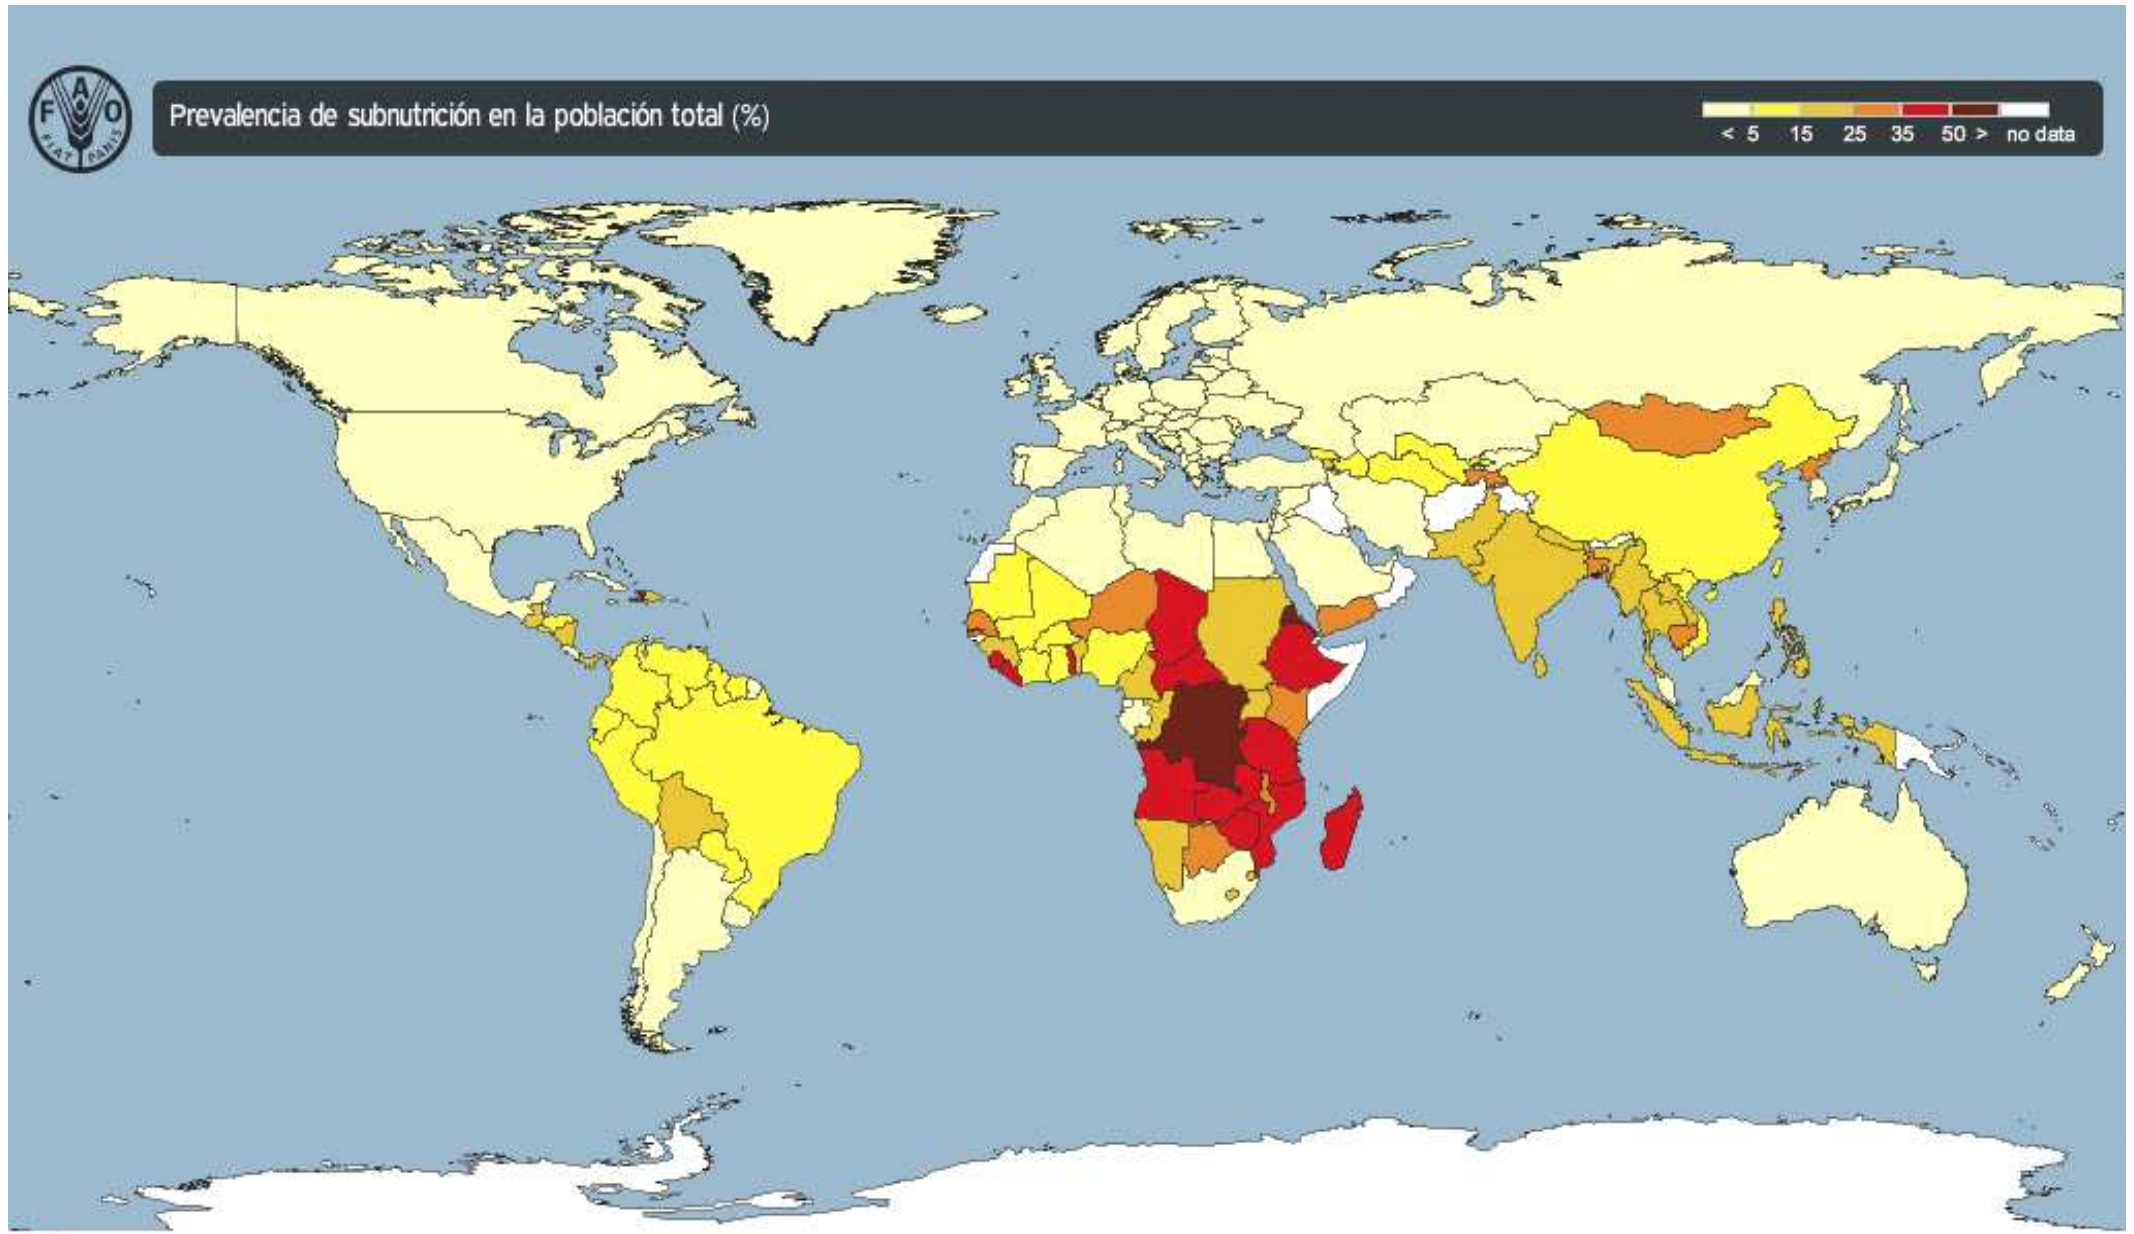 F A O
FIAT PANIS
Prevalencia de subnutrición en la población total (%)
< 5 15 25 35 50 > no data